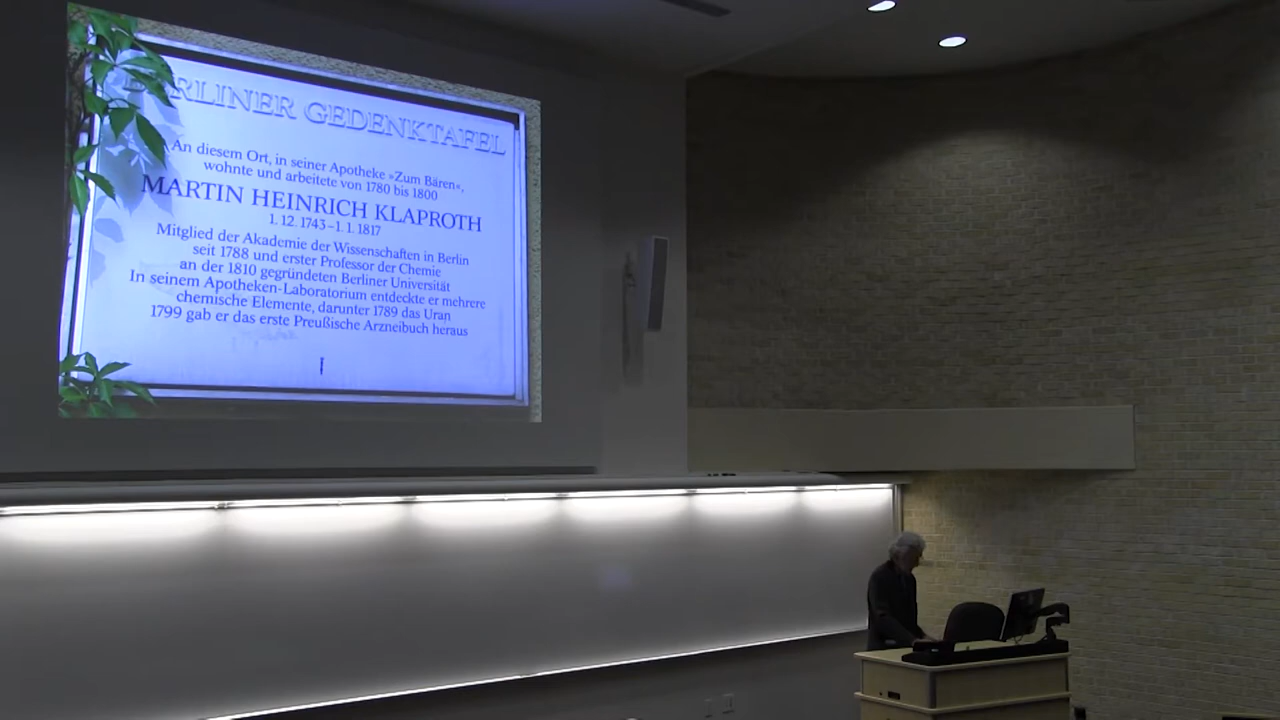 BERLINER GEDENKTAFEL
An diesem Ort, in seiner Apotheke »Zum Bären«,
wohnte und arbeitete von 1780 bis 1800
MARTIN HEINRICH KLAPROTH
1. 12. 1743–1. 1. 1817
Mitglied der Akademie der Wissenschaften in Berlin
seit 1788 und erster Professor der Chemie
an der 1810 gegründeten Berliner Universität
In seinem Apotheken-Laboratorium entdeckte er mehrere
chemische Elemente, darunter 1789 das Uran
1799 gab er das erste Preußische Arzneibuch heraus